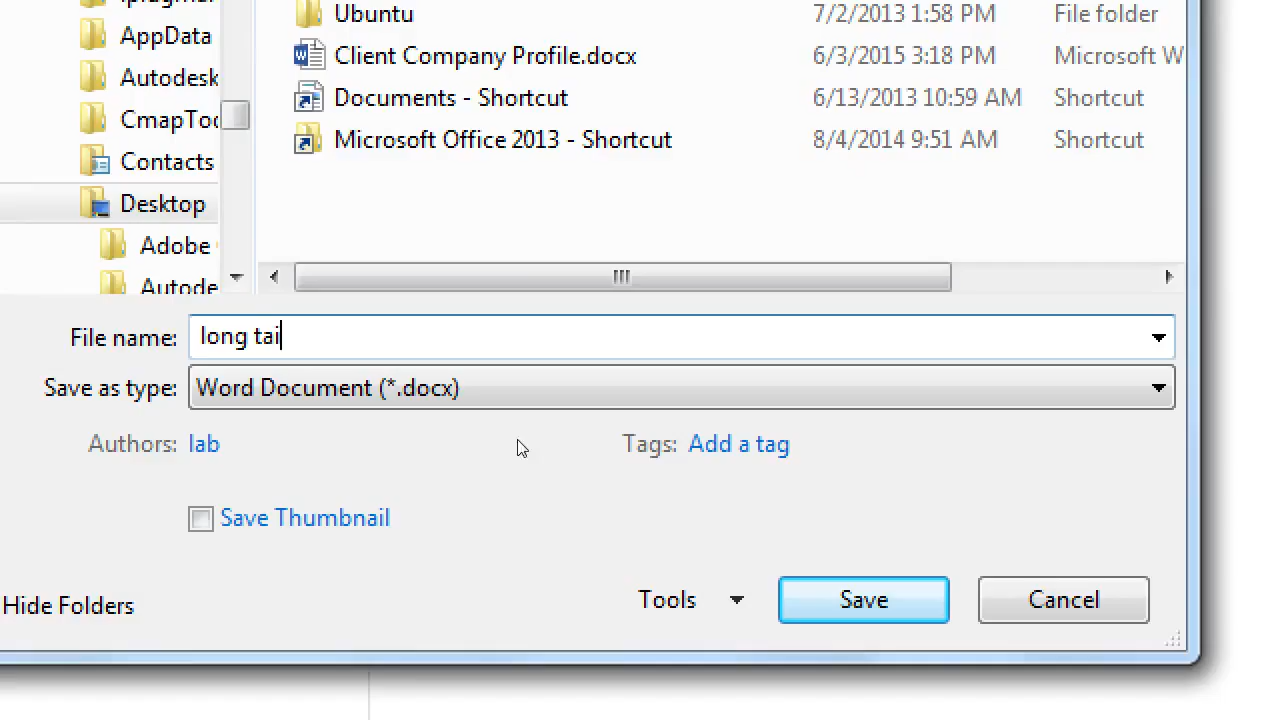 AppData
Autodesk
CmapToo
Contacts
Desktop
Adobe
Autode
Ubuntu 7/2/2013 1:58 PM File folder
Client Company Profile.docx 6/3/2015 3:18 PM Microsoft W
Documents - Shortcut 6/13/2013 10:59 AM Shortcut
Microsoft Office 2013 - Shortcut 8/4/2014 9:51 AM Shortcut
File name: long tai
Save as type: Word Document (*.docx)
Authors: lab Tags: Add a tag
Save Thumbnail
Hide Folders Tools Save Cancel